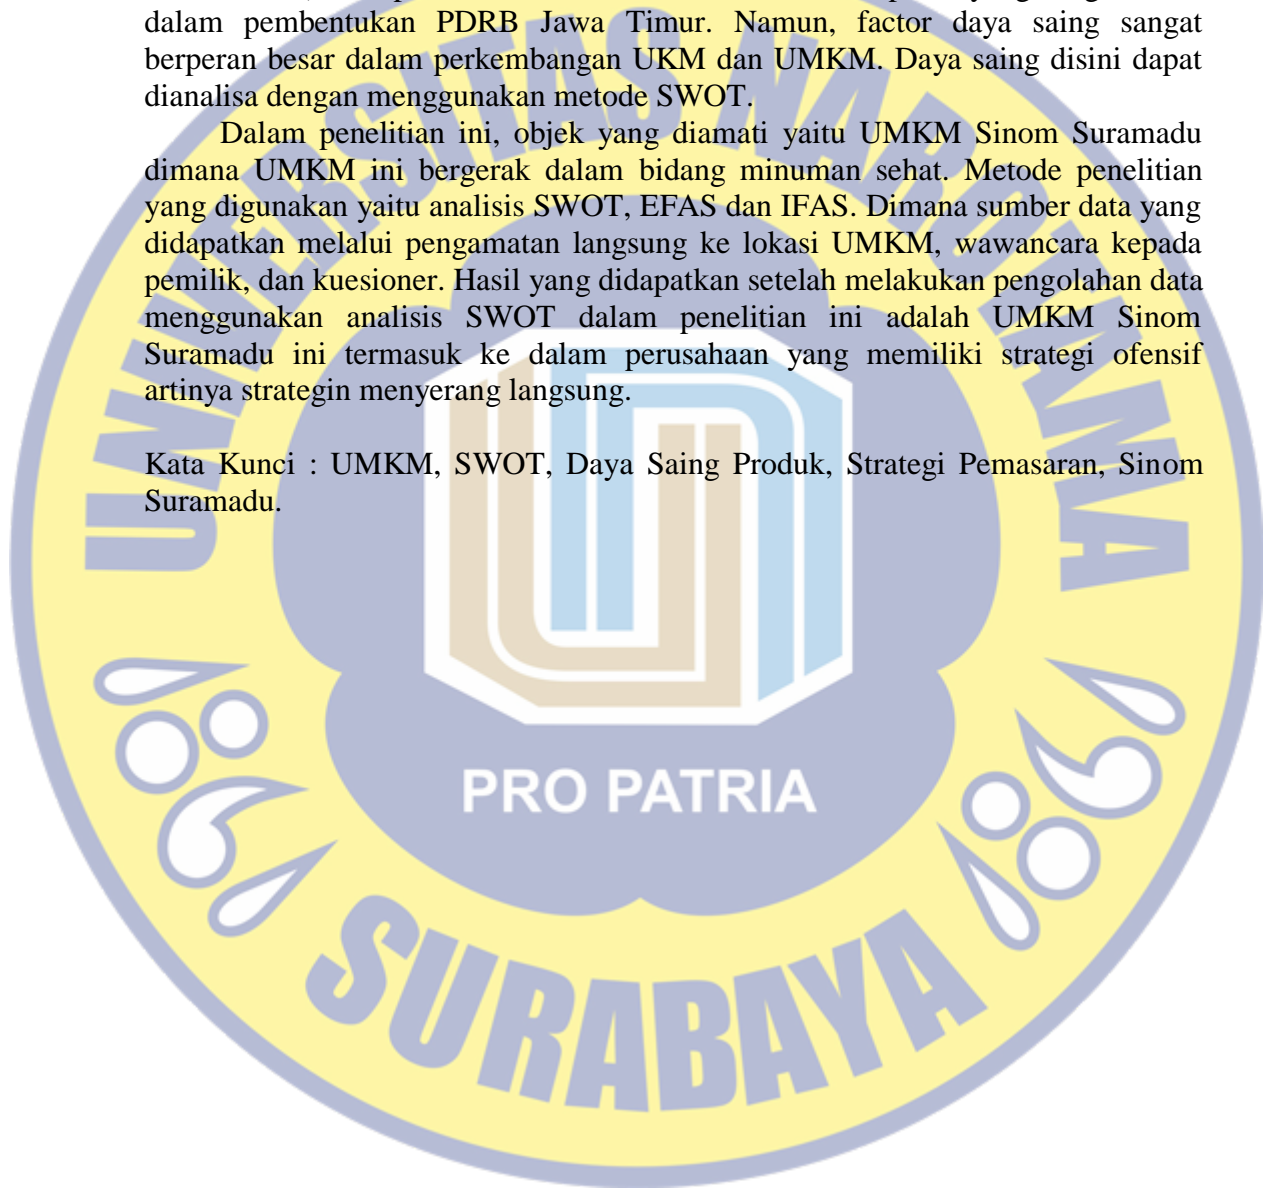 dalam pembentukan PDRB Jawa Timur. Namun, factor daya saing sangat
berperan besar dalam perkembangan UKM dan UMKM. Daya saing disini dapat
dianalisa dengan menggunakan metode SWOT.
Dalam penelitian ini, objek yang diamati yaitu UMKM Sinom Suramadu
dimana UMKM ini bergerak dalam bidang minuman sehat. Metode penelitian
yang digunakan yaitu analisis SWOT, EFAS dan IFAS. Dimana sumber data yang
didapatkan melalui pengamatan langsung ke lokasi UMKM, wawancara kepada
pemilik, dan kuesioner. Hasil yang didapatkan setelah melakukan pengolahan data
menggunakan analisis SWOT dalam penelitian ini adalah UMKM Sinom
Suramadu ini termasuk ke dalam perusahaan yang memiliki strategi ofensif
artinya strategin menyerang langsung.
Kata Kunci : UMKM, SWOT, Daya Saing Produk, Strategi Pemasaran, Sinom
Suramadu.
UNIVERSITAS NAROTAMA
PRO PATRIA
SURABAYA